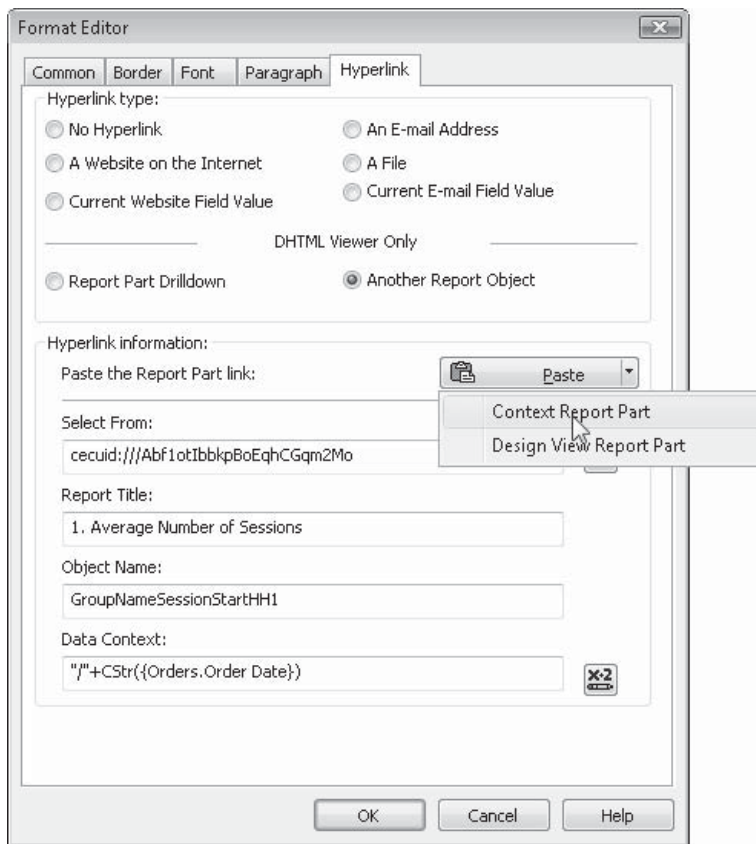 Format Editor
Common Border Font Paragraph Hyperlink
Hyperlink type:
No Hyperlink
An E-mail Address
A Website on the Internet
A File
Current Website Field Value
Current E-mail Field Value
DHTML Viewer Only
Report Part Drilldown
Another Report Object
Hyperlink information:
Paste the Report Part link:
Paste
Context Report Part
Design View Report Part
Select From:
cecuid:///Abf1otIbbkpBoEqhCGqm2Mo
Report Title:
1. Average Number of Sessions
Object Name:
GroupNameSessionStartHH1
Data Context:
"/"+CStr({Orders.Order Date})
x·2
OK Cancel Help